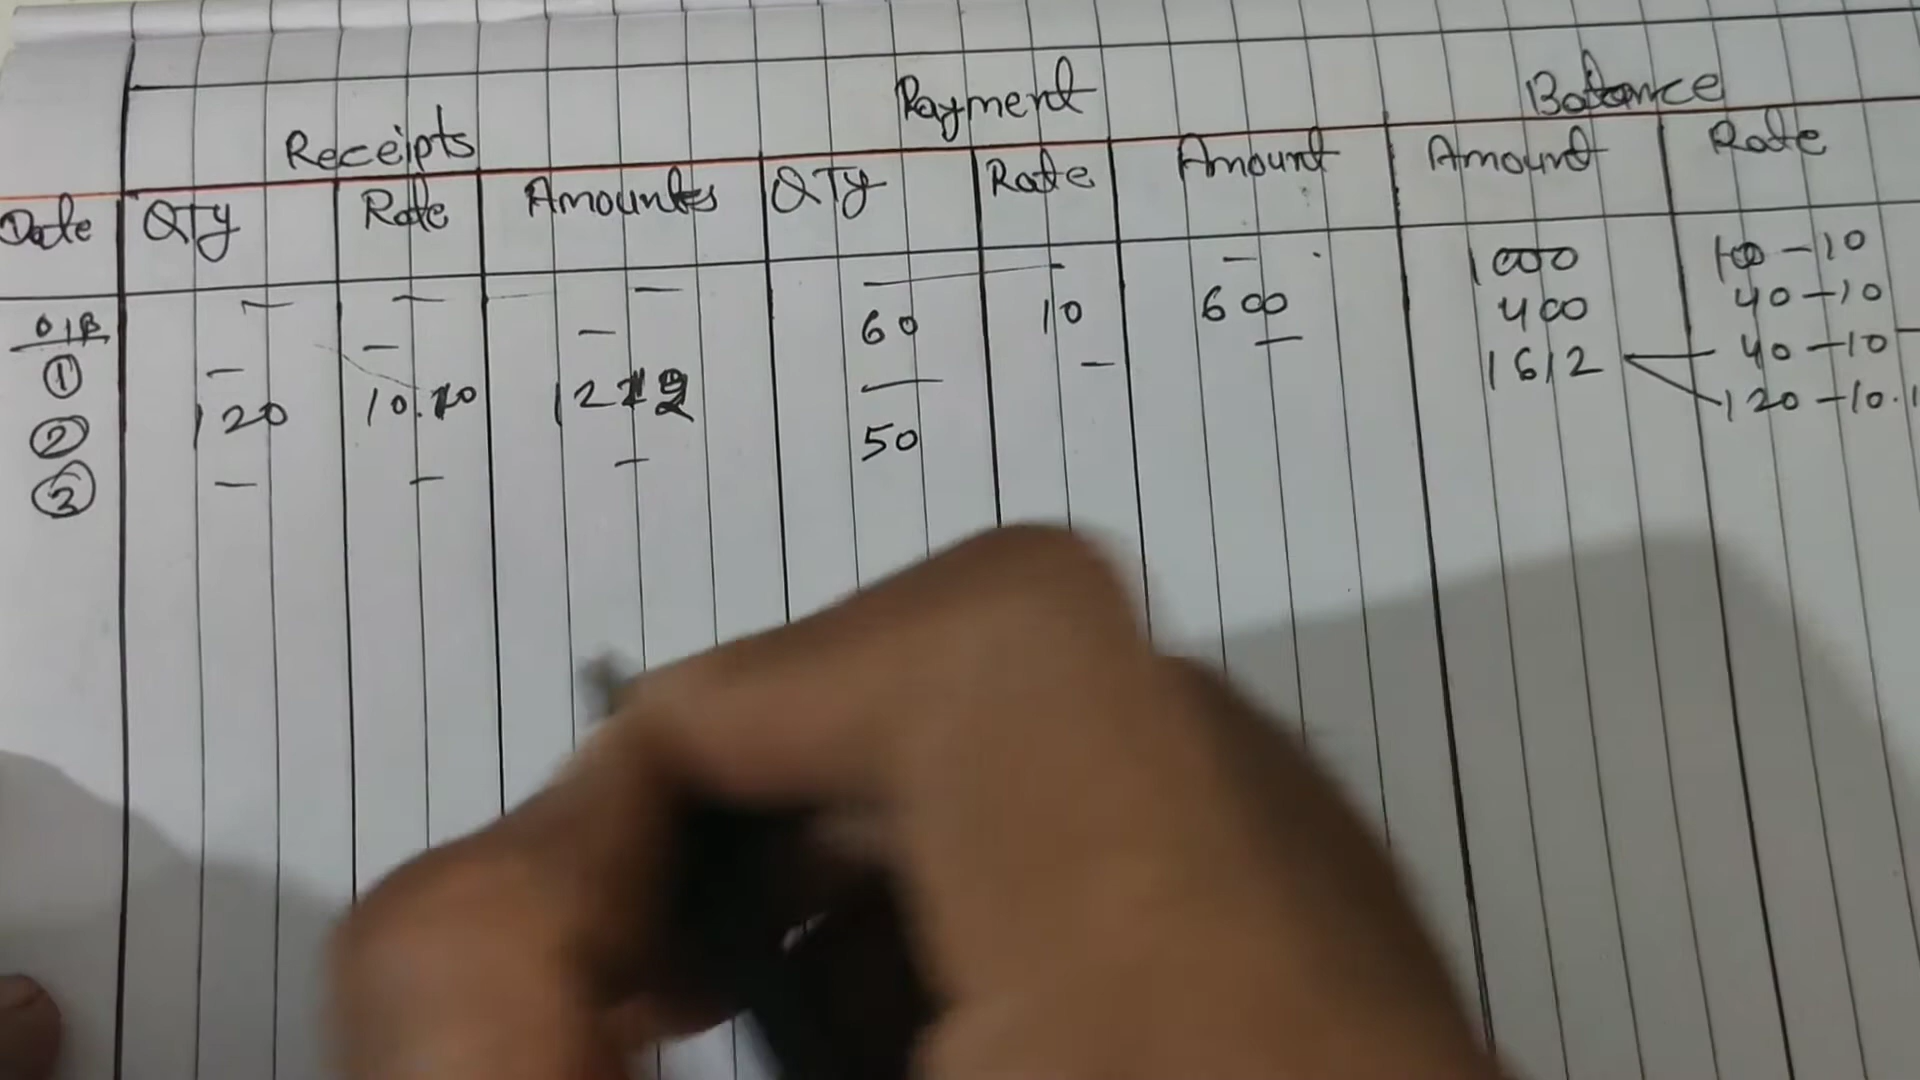 Receipts Payment Balance
Date QTY Rate Amountes QTY Rate Amount Amount Rate
O/B — — — — — — 1000 100 — 10
① — — — 60 10 600 400 40 — 10
② 120 10.10 1212 — — — 1612 40 — 10
120 — 10.1
③ — — — 50